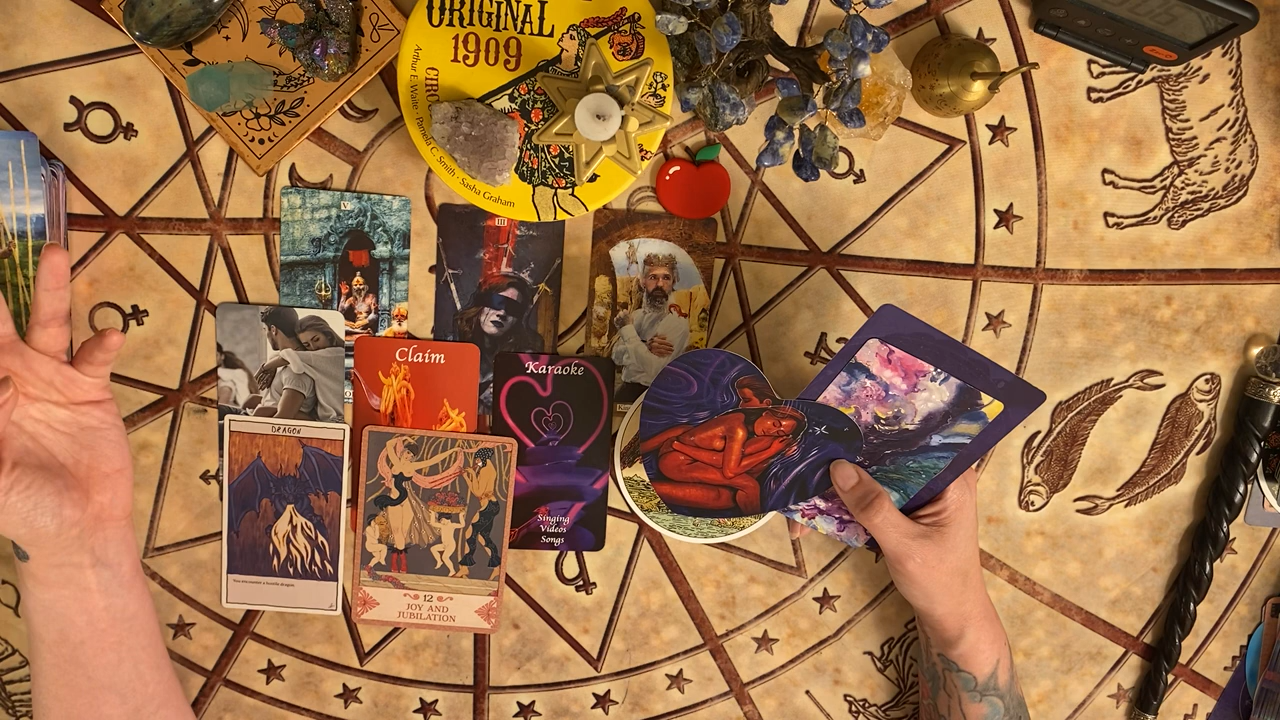 ORIGINAL
1909
Arthur E. Waite · Pamela C. Smith · Sasha Graham
V
III
Claim
Karaoke
Singing
Videos
Songs
DRAGON
You encounter a hostile dragon.
12
JOY AND
JUBILATION